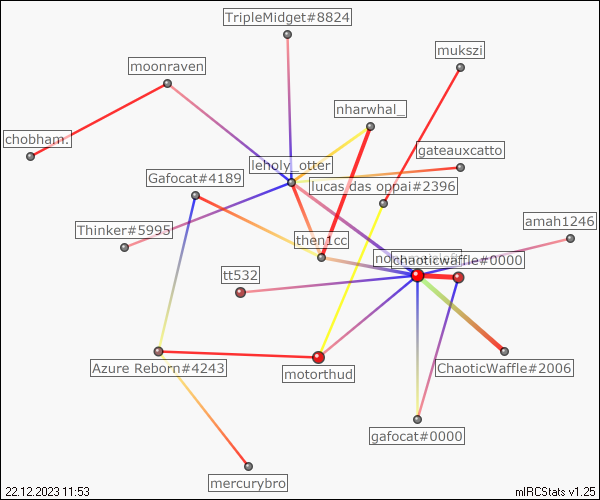 TripleMidget#8824
mukszi
moonraven
nharwhal_
chobham.
gateauxcatto
leholy_otter
Gafocat#4189
lucas das oppai#2396
amah1246
Thinker#5995
then1cc
chaoticwaffle#0000
tt532
Azure Reborn#4243
motorthud
ChaoticWaffle#2006
gafocat#0000
mercurybro
22.12.2023 11:53
mIRCStats v1.25